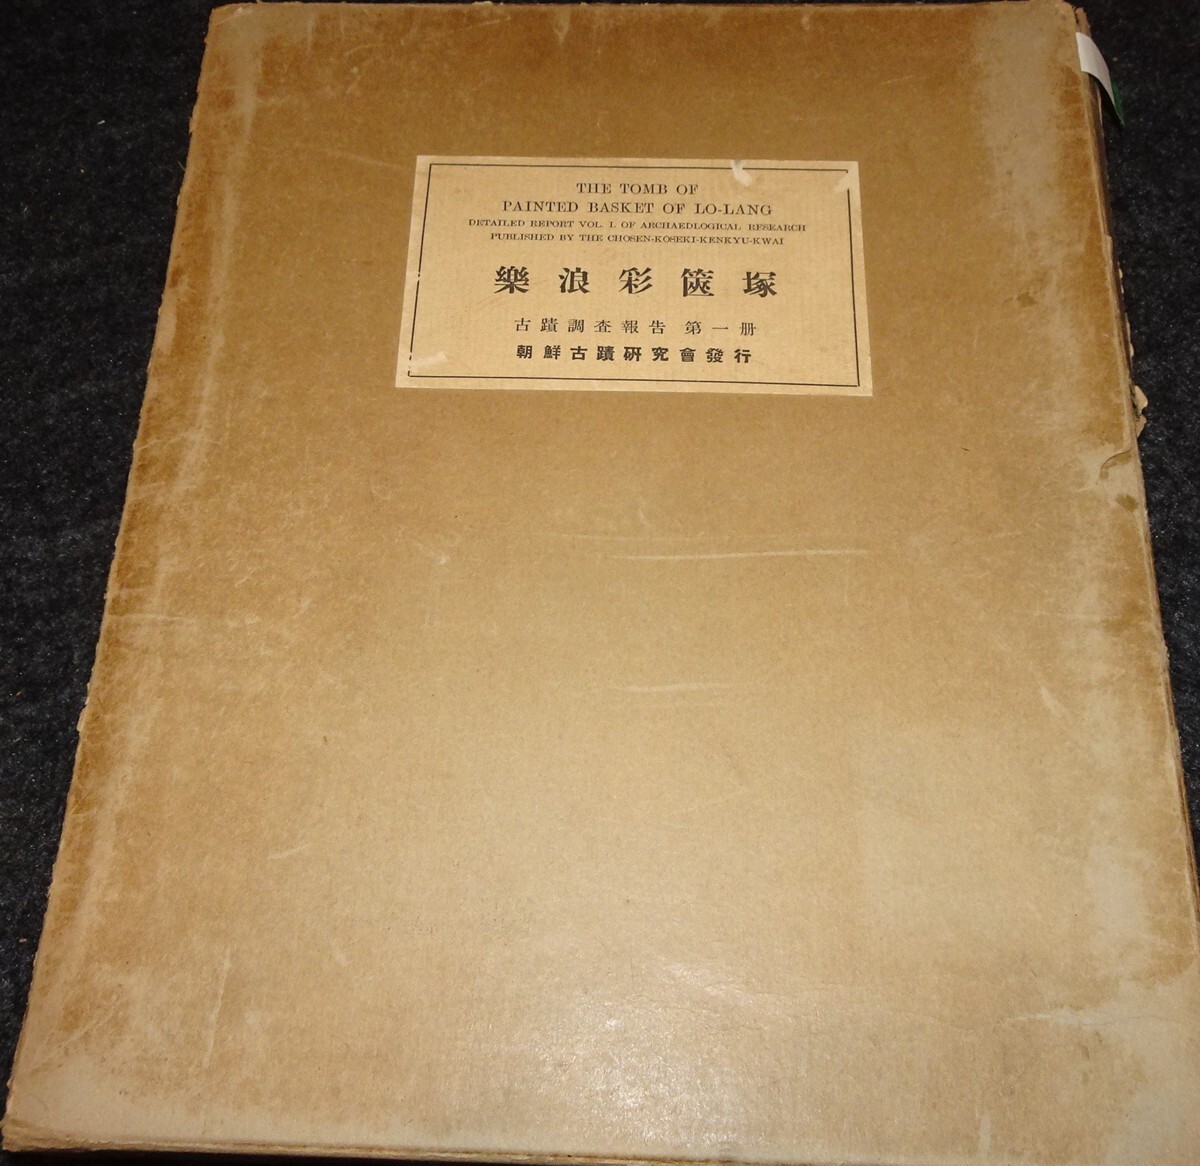 THE TOMB OF
PAINTED BASKET OF LO-LANG
DETAILED REPORT VOL. I. OF ARCHAEDLOGICAL RESEARCH
PUBLISHED BY THE CHOSEN-KOSEKI-KENKYU-KWAI
樂浪彩篋塚
古蹟調査報告 第一册
朝鮮古蹟研究會發行